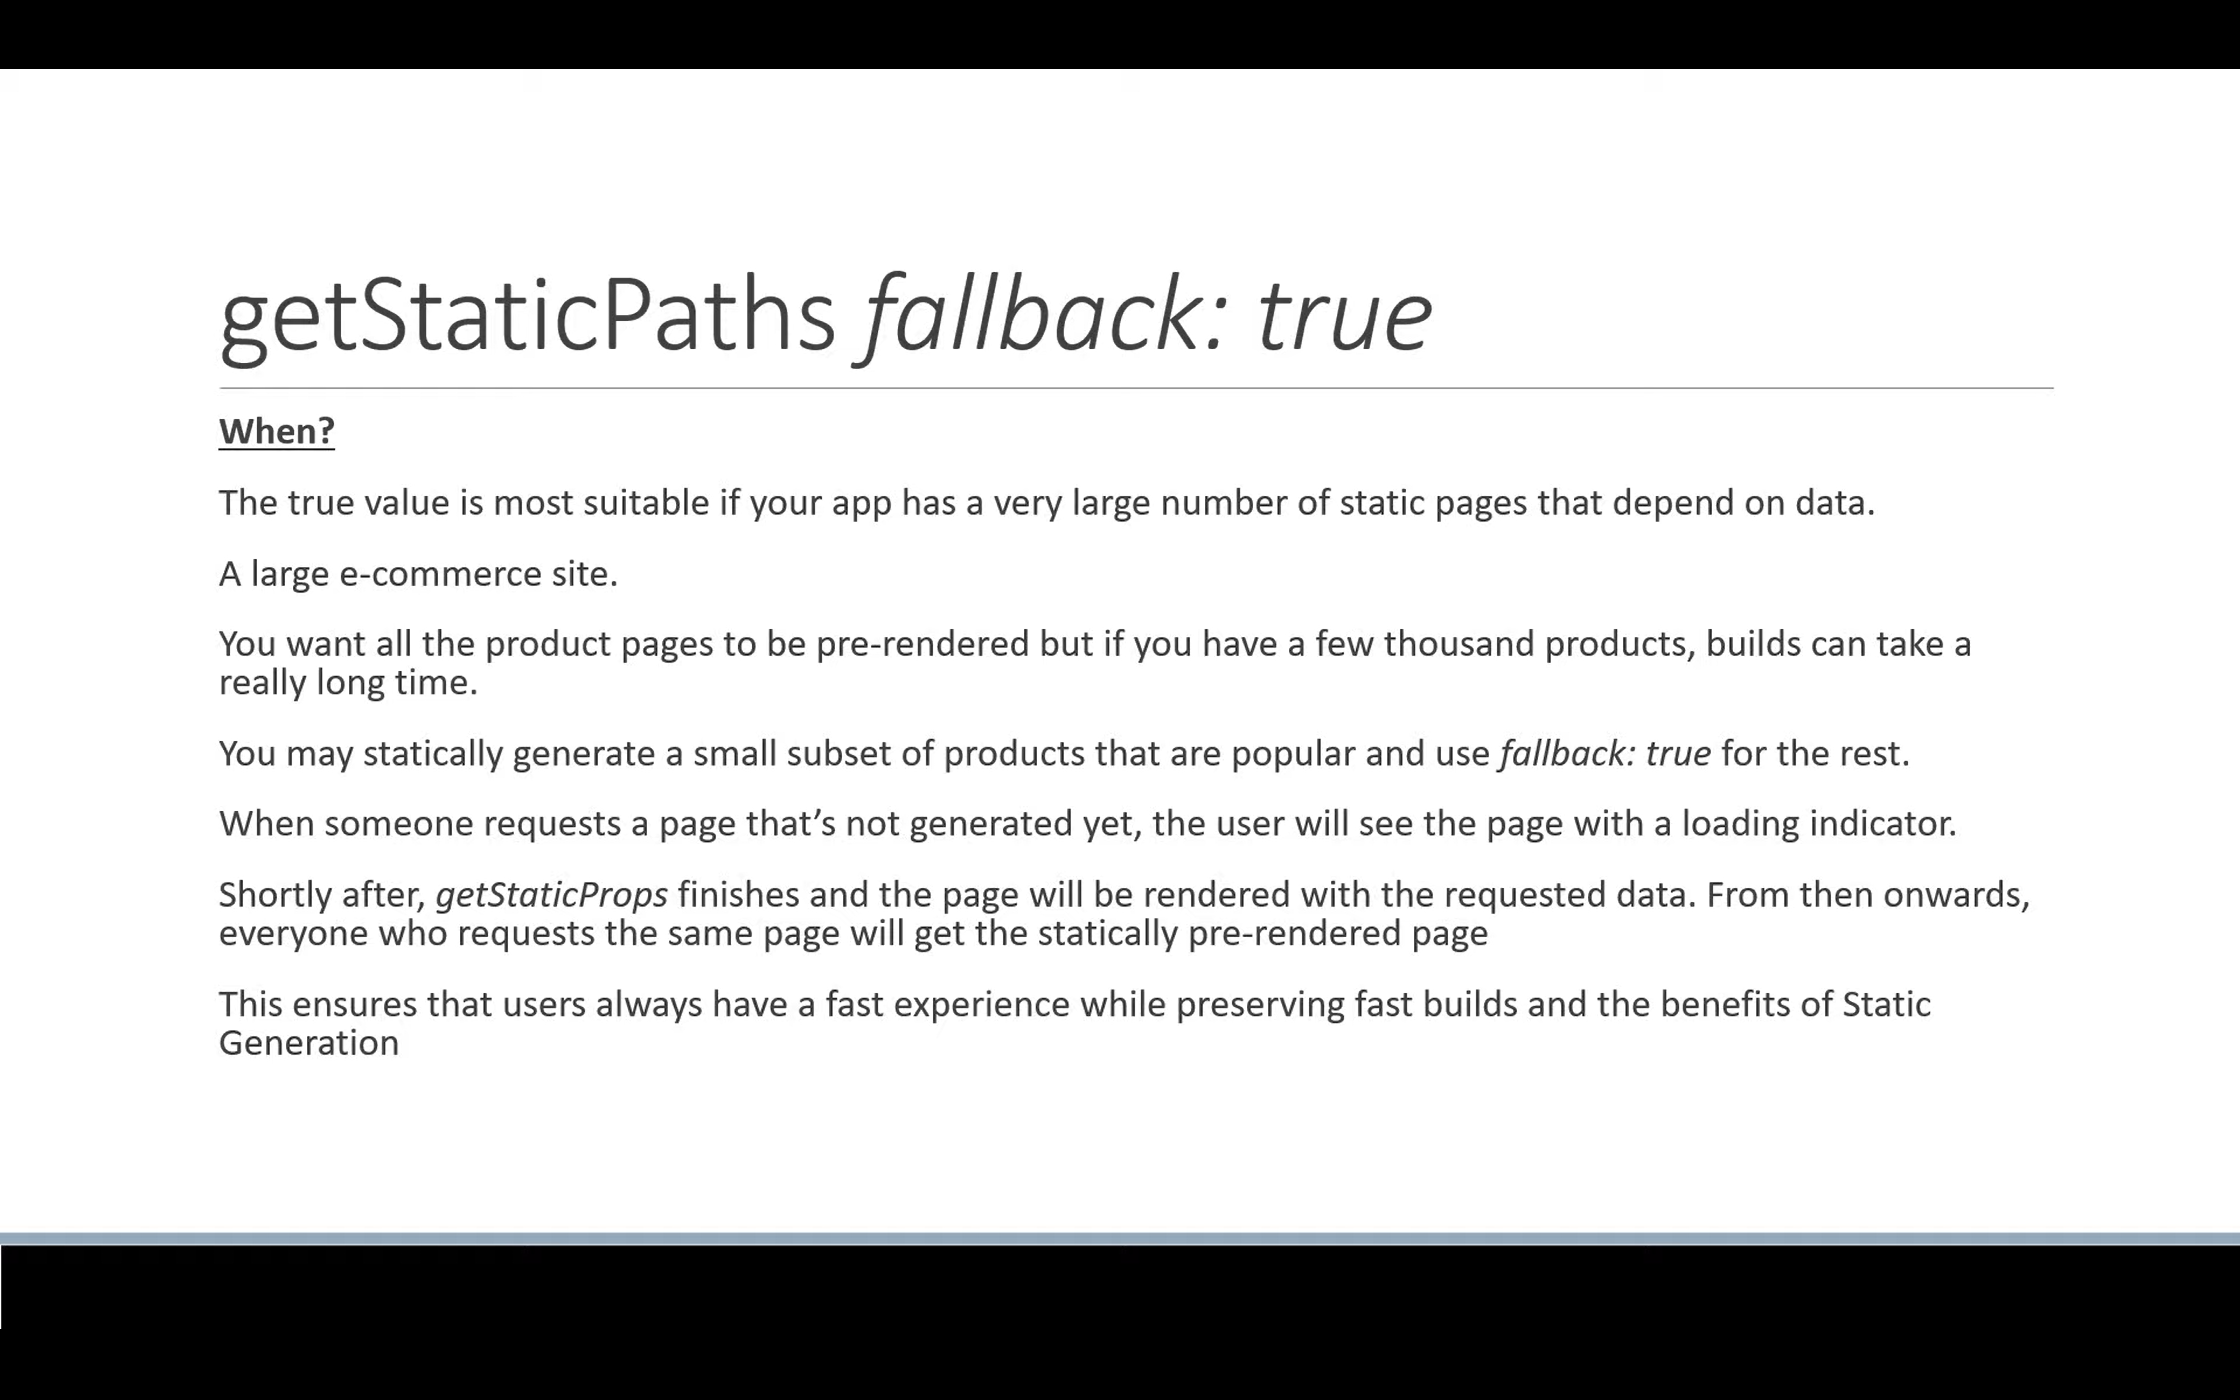 getStaticPaths fallback: true
When?
The true value is most suitable if your app has a very large number of static pages that depend on data.
A large e-commerce site.
You want all the product pages to be pre-rendered but if you have a few thousand products, builds can take a
really long time.
You may statically generate a small subset of products that are popular and use fallback: true for the rest.
When someone requests a page that’s not generated yet, the user will see the page with a loading indicator.
Shortly after, getStaticProps finishes and the page will be rendered with the requested data. From then onwards,
everyone who requests the same page will get the statically pre-rendered page
This ensures that users always have a fast experience while preserving fast builds and the benefits of Static
Generation